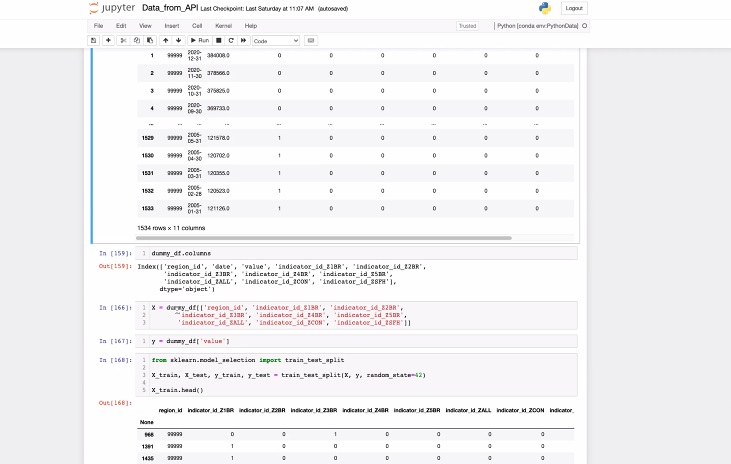 jupyter Data_from_API Last Checkpoint: Last Saturday at 11:07 AM (autosaved)
Logout
File Edit View Insert Cell Kernel Help
Trusted Python [conda env:PythonData]
Run Code
1 99999 2020-12-31 384008.0 0 0 0 0 0 0
2 99999 2020-11-30 378566.0 0 0 0 0 0 0
3 99999 2020-10-31 375825.0 0 0 0 0 0 0
4 99999 2020-09-30 369733.0 0 0 0 0 0 0
... ... ... ... ... ... ... ... ... ...
1529 99999 2005-05-31 121578.0 1 0 0 0 0 0
1530 99999 2005-04-30 120702.0 1 0 0 0 0 0
1531 99999 2005-03-31 120355.0 1 0 0 0 0 0
1532 99999 2005-02-28 120523.0 1 0 0 0 0 0
1533 99999 2005-01-31 121126.0 1 0 0 0 0 0
1534 rows × 11 columns
In [159]: 1 dummy_df.columns
Out[159]: Index(['region_id', 'date', 'value', 'indicator_id_Z1BR', 'indicator_id_Z2BR',
'indicator_id_Z3BR', 'indicator_id_Z4BR', 'indicator_id_Z5BR',
'indicator_id_ZALL', 'indicator_id_ZCON', 'indicator_id_ZSFH'],
dtype='object')
In [166]: 1 X = dummy_df[['region_id', 'indicator_id_Z1BR', 'indicator_id_Z2BR',
2 'indicator_id_Z3BR', 'indicator_id_Z4BR', 'indicator_id_Z5BR',
3 'indicator_id_ZALL', 'indicator_id_ZCON', 'indicator_id_ZSFH']]
In [167]: 1 y = dummy_df['value']
In [168]: 1 from sklearn.model_selection import train_test_split
2
3 X_train, X_test, y_train, y_test = train_test_split(X, y, random_state=42)
4
5 X_train.head()
Out[168]:
region_id indicator_id_Z1BR indicator_id_Z2BR indicator_id_Z3BR indicator_id_Z4BR indicator_id_Z5BR indicator_id_ZALL indicator_id_ZCON indicator_
None
968 99999 0 0 1 0 0 0 0
1391 99999 1 0 0 0 0 0 0
1435 99999 1 0 0 0 0 0 0